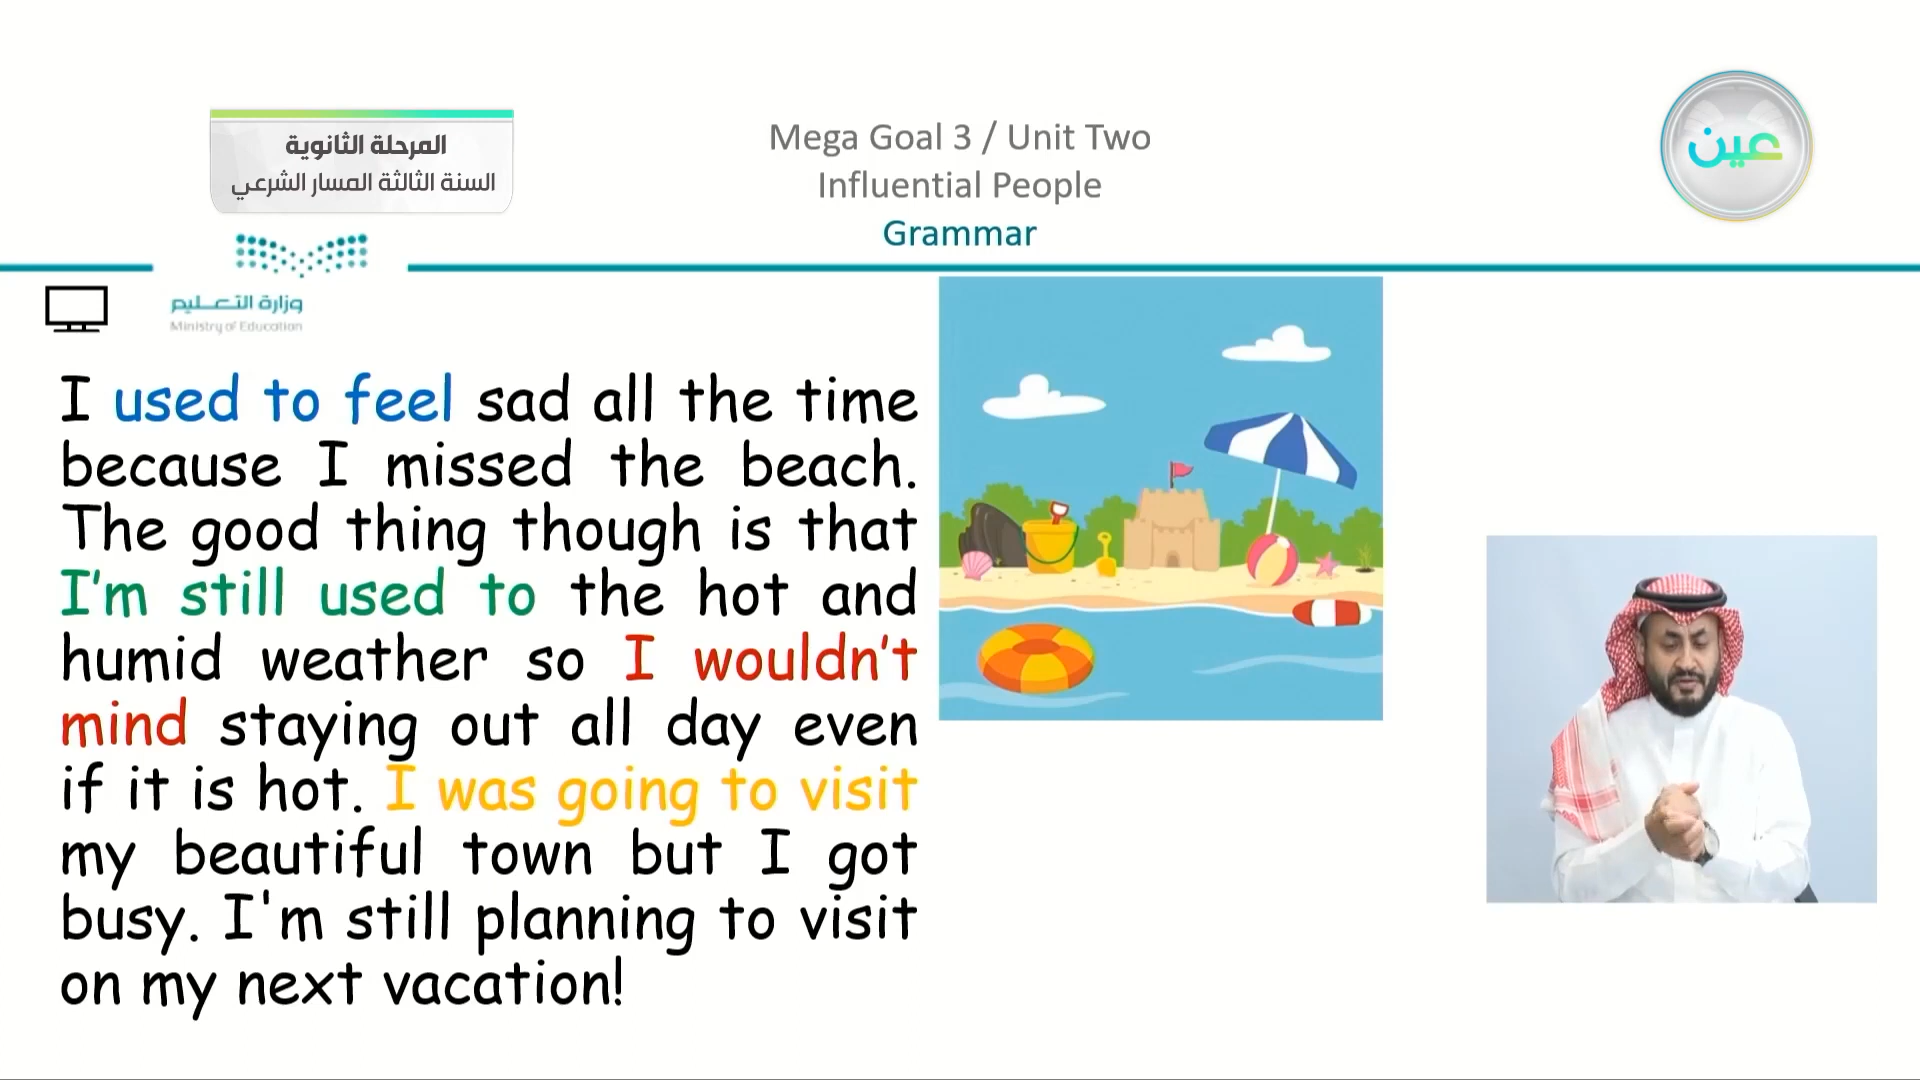 المرحلة الثانوية
السنة الثالثة المسار الشرعي
Mega Goal 3 / Unit Two
Influential People
Grammar
عين
وزارة التعليم
Ministry of Education
I used to feel sad all the time
because I missed the beach.
The good thing though is that
I'm still used to the hot and
humid weather so I wouldn't
mind staying out all day even
if it is hot. I was going to visit
my beautiful town but I got
busy. I'm still planning to visit
on my next vacation!